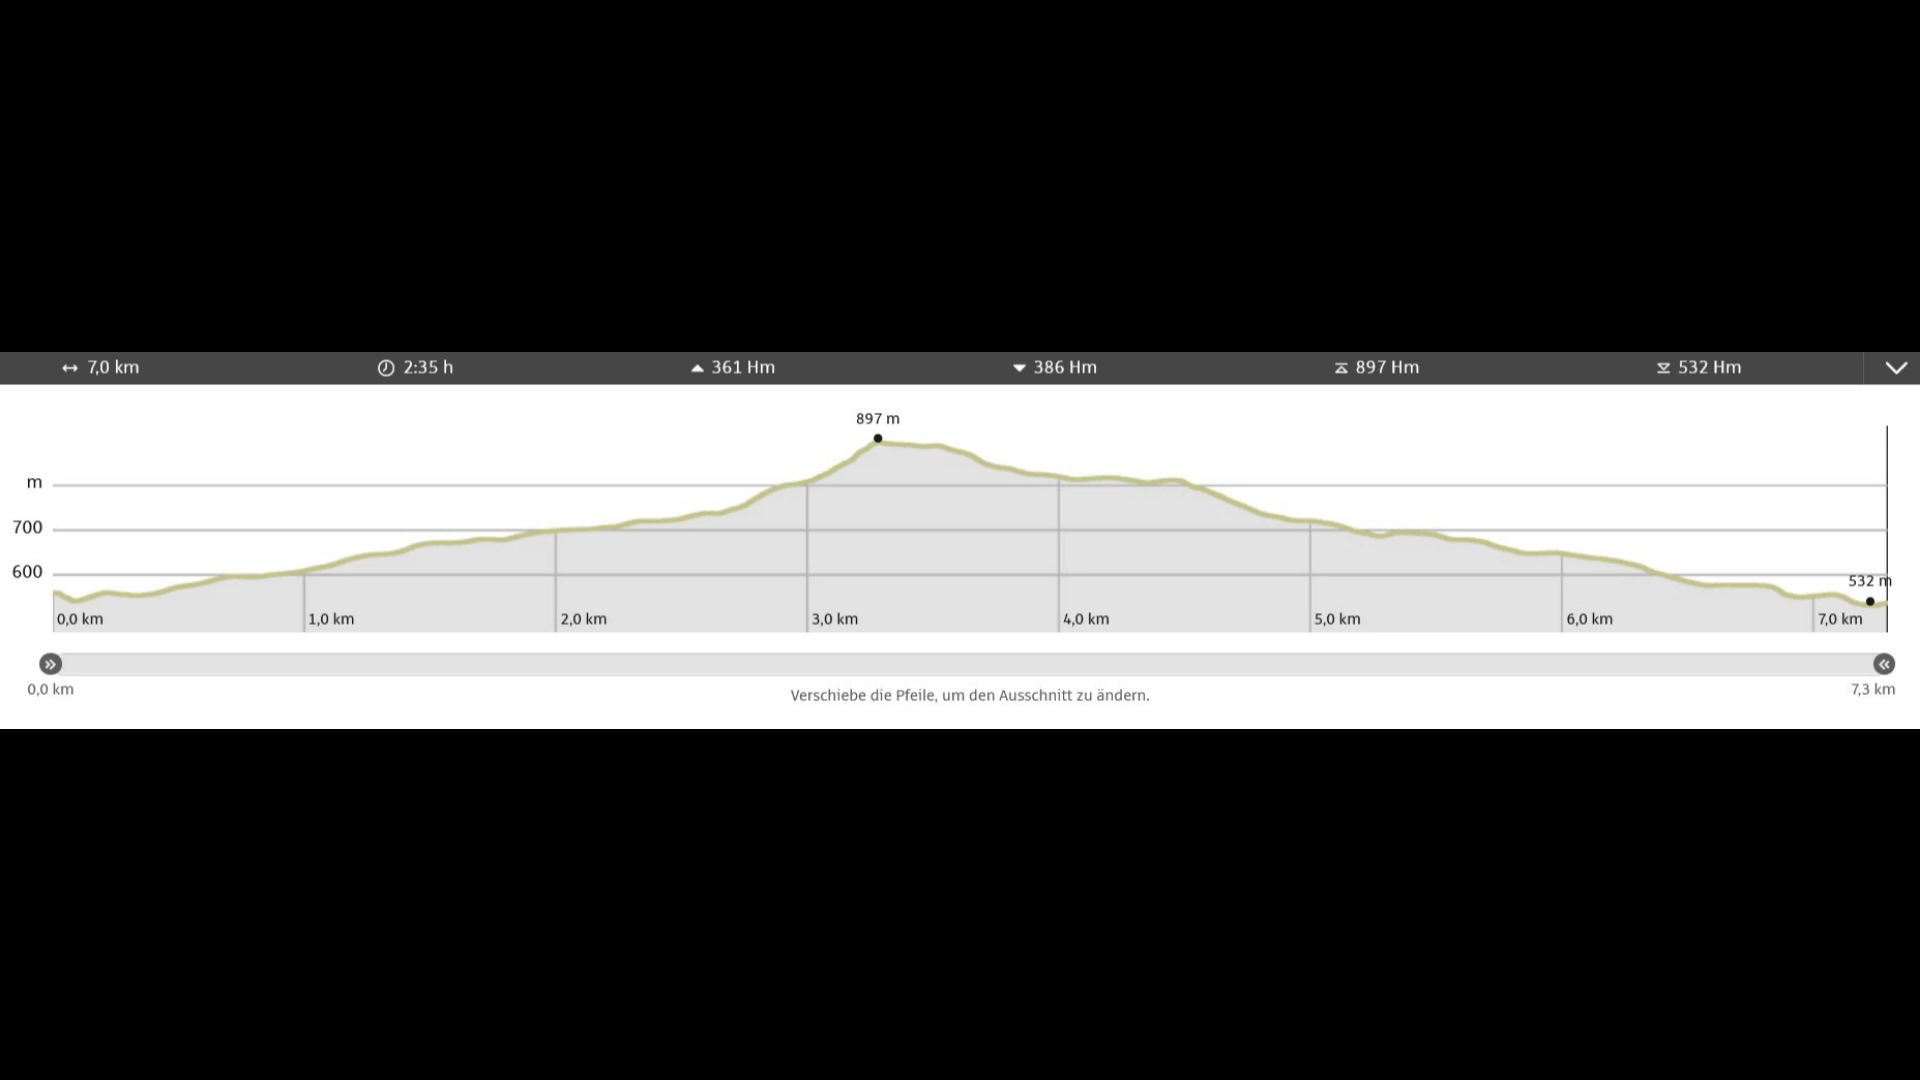 7,0 km 2:35 h 361 Hm 386 Hm 897 Hm 532 Hm
897 m
m
700
600
532 m
0,0 km 1,0 km 2,0 km 3,0 km 4,0 km 5,0 km 6,0 km 7,0 km
0,0 km 7,3 km
Verschiebe die Pfeile, um den Ausschnitt zu ändern.